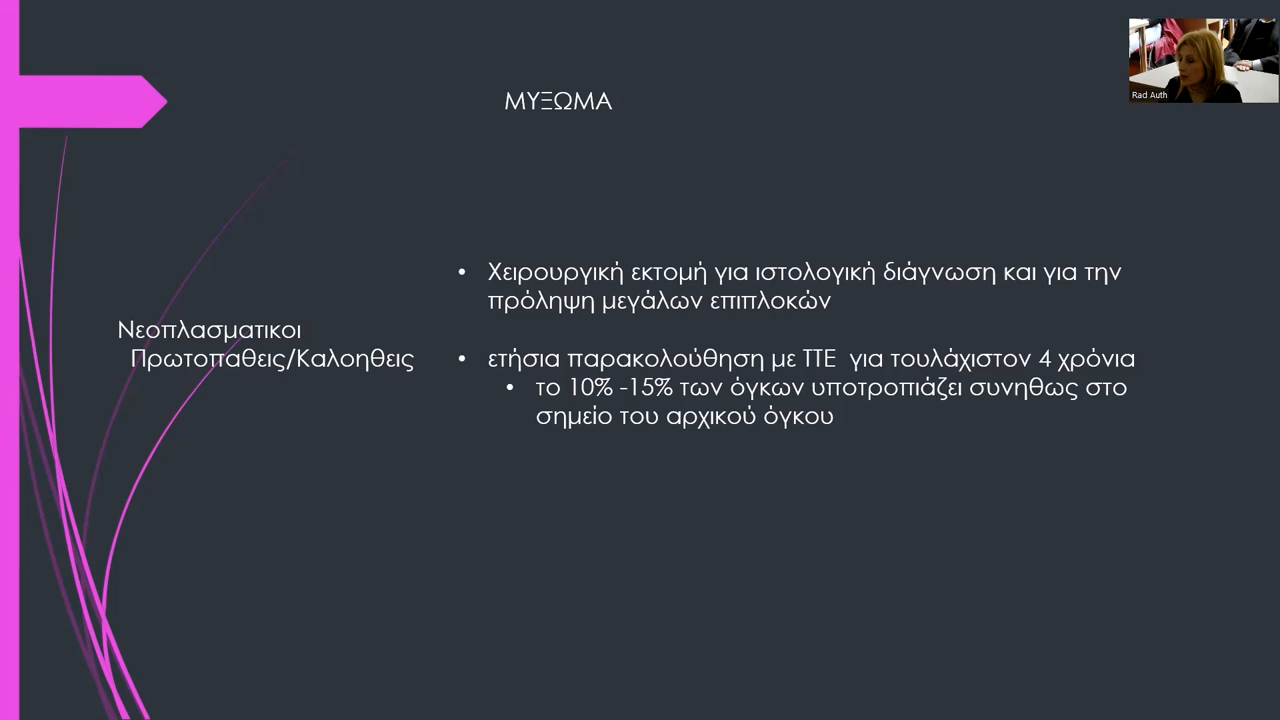 Rad Auth
ΜΥΞΩΜΑ
Νεοπλασματικοι
Πρωτοπαθεις/Καλοηθεις
• Χειρουργική εκτομή για ιστολογική διάγνωση και για την
πρόληψη μεγάλων επιπλοκών
• ετήσια παρακολούθηση με ΤΤΕ για τουλάχιστον 4 χρόνια
• το 10% -15% των όγκων υποτροπιάζει συνηθως στο
σημείο του αρχικού όγκου